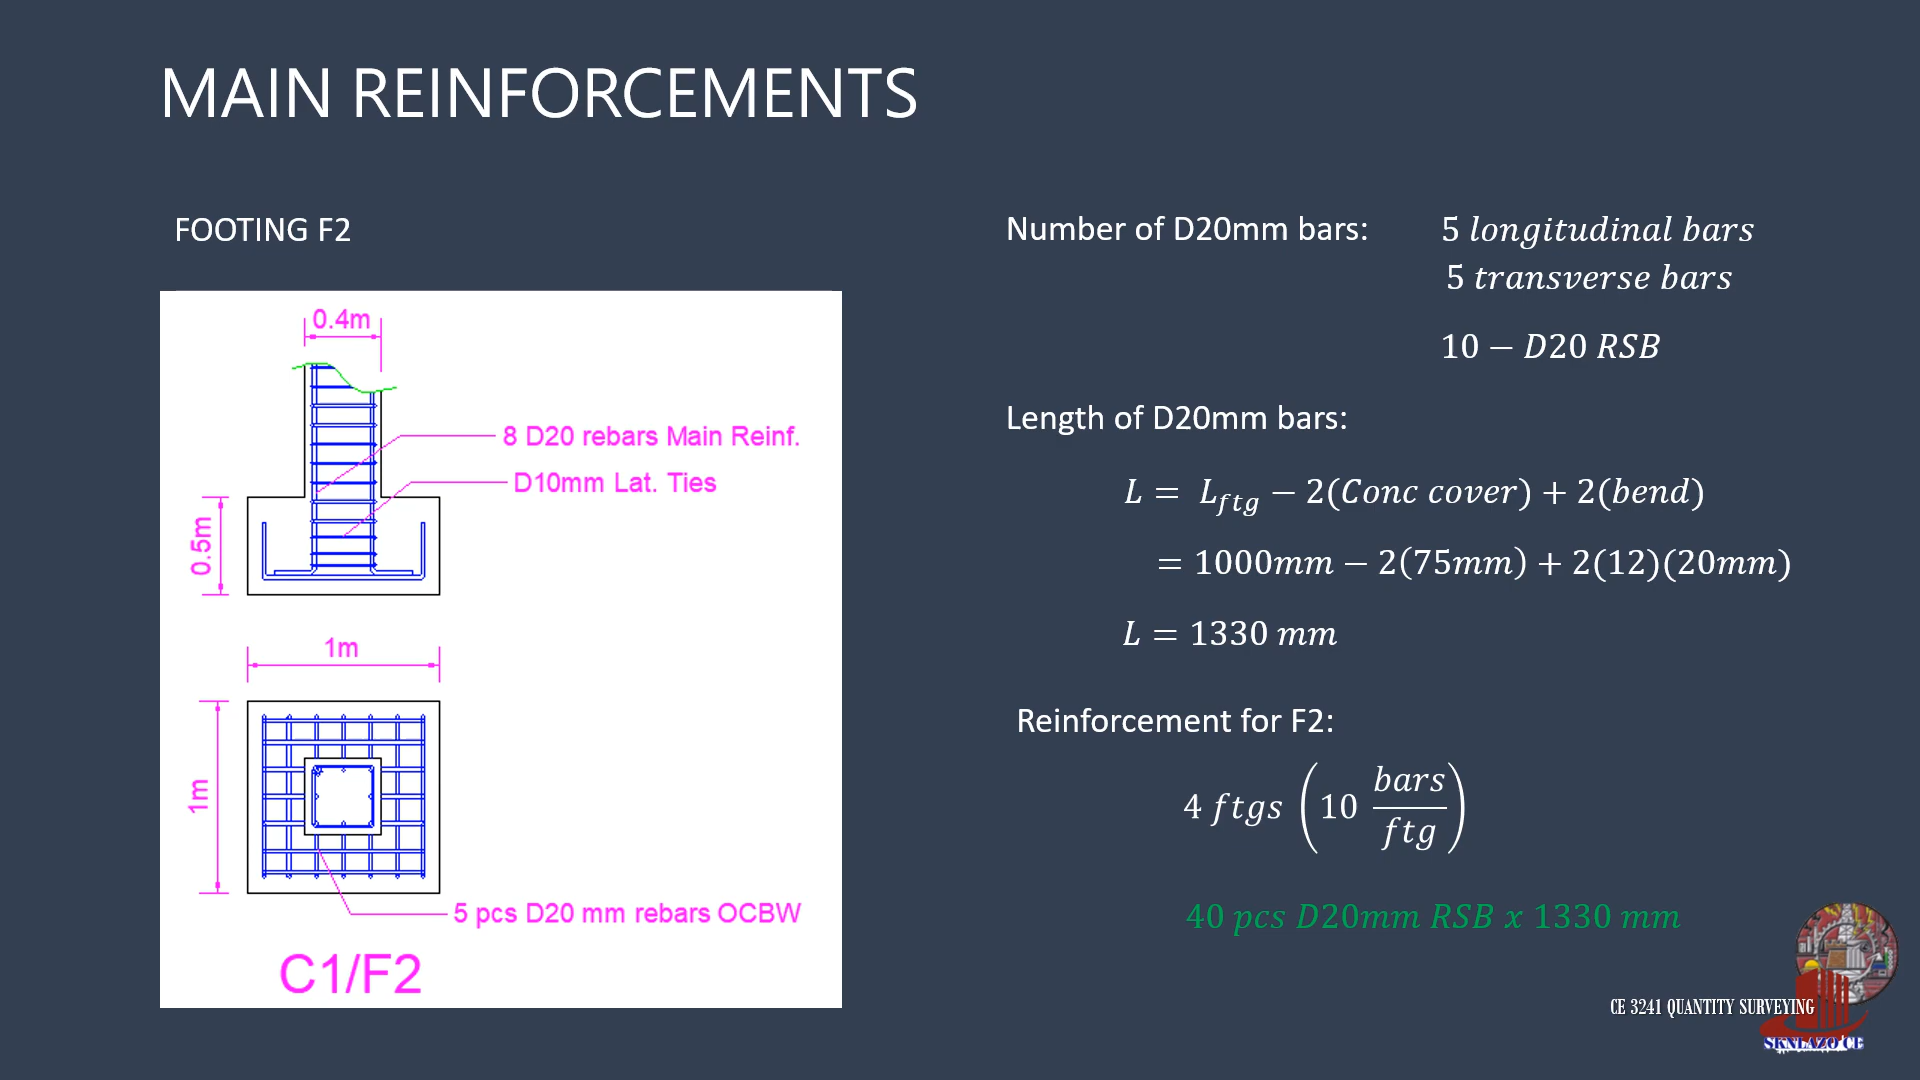 MAIN REINFORCEMENTS
FOOTING F2
0.4m
8 D20 rebars Main Reinf.
D10mm Lat. Ties
0.5m
1m
1m
5 pcs D20 mm rebars OCBW
C1/F2
Number of D20mm bars: 5 longitudinal bars
5 transverse bars
10 − D20 RSB
Length of D20mm bars:
L = L_ftg − 2(Conc cover) + 2(bend)
= 1000mm − 2(75mm) + 2(12)(20mm)
L = 1330 mm
Reinforcement for F2:
4 ftgs (10 bars/ftg)
40 pcs D20mm RSB x 1330 mm
CE 3241 QUANTITY SURVEYING
SKNLAZO CE